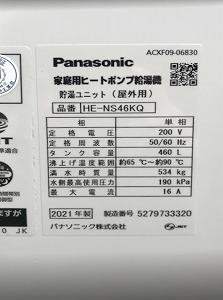 ACXF09-06830
Panasonic
家庭用ヒートポンプ給湯機
貯湯ユニット（屋外用）
品番 HE-NS46KQ
相 単相
定格電圧 200 V
定格周波数 50/60 Hz
タンク容量 460 L
沸上げ温度範囲 約65℃～約90℃
満水時質量 534 kg
水側最高使用圧力 190 kPa
最大電流 16 A
2021年製 製造番号 5279733320
パナソニック株式会社 JET
ますが
JK